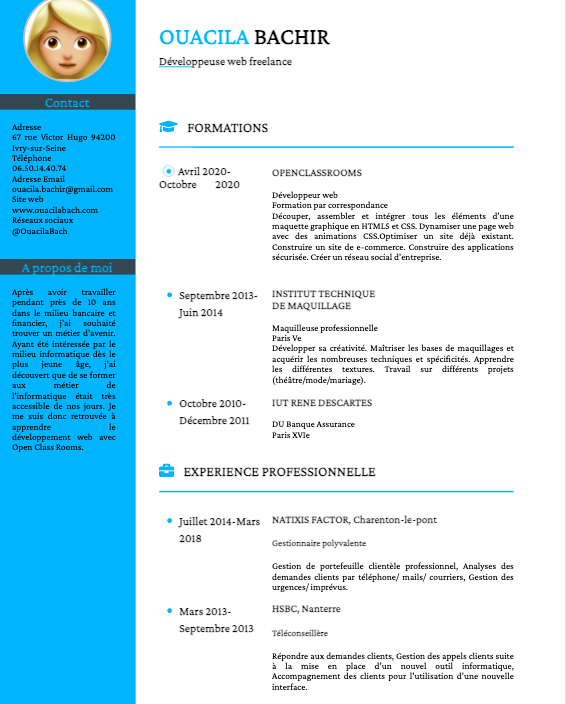 OUACILA BACHIR
Développeuse web freelance
Contact
Adresse
67 rue Victor Hugo 94200
Ivry-sur-Seine
Téléphone
06.50.14.40.74
Adresse Email
ouacila.bachir@gmail.com
Site web
www.ouacilabach.com
Réseaux sociaux
@OuacilaBach
A propos de moi
Après avoir travailler
pendant près de 10 ans
dans le milieu bancaire et
financier, j'ai souhaité
trouver un métier d'avenir.
Ayant été intéressée par le
milieu informatique dès le
plus jeune âge, j'ai
découvert que de se former
aux métier de
l'informatique était très
accessible de nos jours. Je
me suis donc retrouvée à
apprendre le
développement web avec
Open Class Rooms.
FORMATIONS
Avril 2020-
Octobre 2020
OPENCLASSROOMS
Développeur web
Formation par correspondance
Découper, assembler et intégrer tous les éléments d'une
maquette graphique en HTML5 et CSS. Dynamiser une page web
avec des animations CSS.Optimiser un site déjà existant.
Construire un site de e-commerce. Construire des applications
sécurisée. Créer un réseau social d'entreprise.
Septembre 2013-
Juin 2014
INSTITUT TECHNIQUE
DE MAQUILLAGE
Maquilleuse professionnelle
Paris Ve
Développer sa créativité. Maîtriser les bases de maquillages et
acquérir les nombreuses techniques et spécificités. Apprendre
les différentes textures. Travail sur différents projets
(théâtre/mode/mariage).
Octobre 2010-
Décembre 2011
IUT RENE DESCARTES
DU Banque Assurance
Paris XVIe
EXPERIENCE PROFESSIONNELLE
Juillet 2014-Mars
2018
NATIXIS FACTOR, Charenton-le-pont
Gestionnaire polyvalente
Gestion de portefeuille clientèle professionnel, Analyses des
demandes clients par téléphone/ mails/ courriers, Gestion des
urgences/ imprévus.
Mars 2013-
Septembre 2013
HSBC, Nanterre
Téléconseillère
Répondre aux demandes clients, Gestion des appels clients suite
à la mise en place d'un nouvel outil informatique,
Accompagnement des clients pour l'utilisation d'une nouvelle
interface.